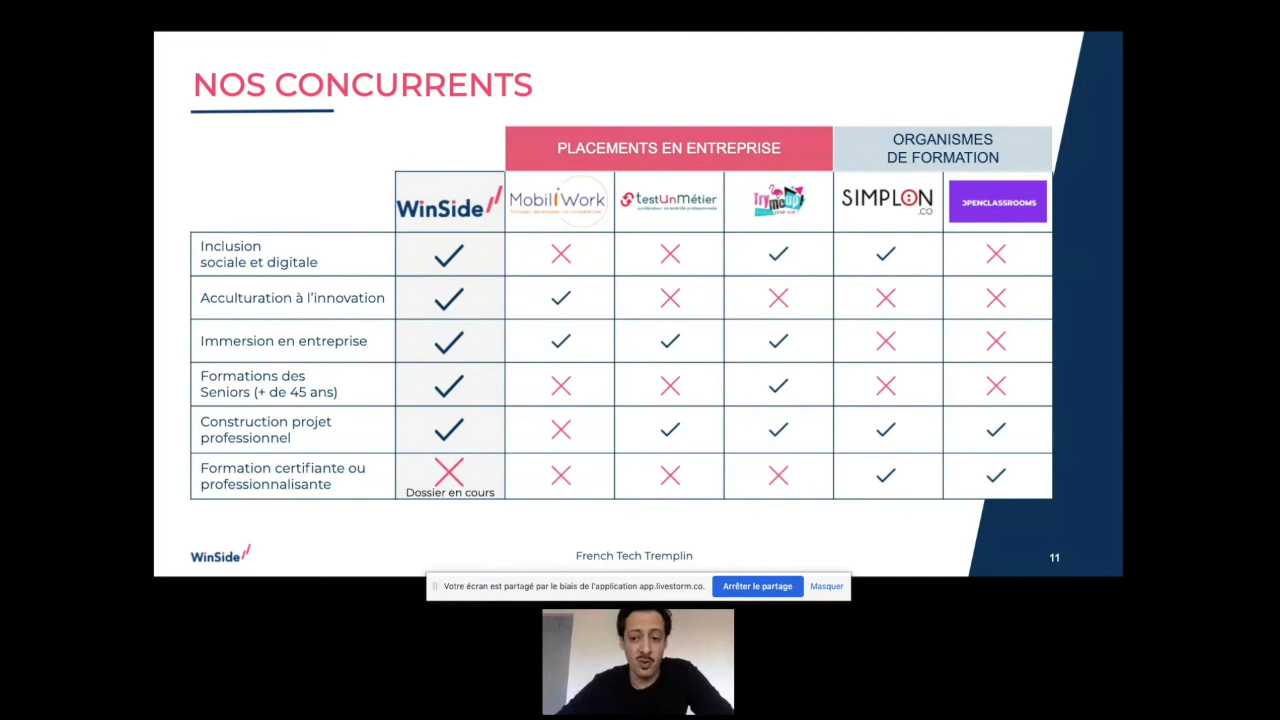 NOS CONCURRENTS
PLACEMENTS EN ENTREPRISE
ORGANISMES
DE FORMATION
WinSide
MobiliWork
testUnMétier
Try me up!
SIMPLON
.CO
OPENCLASSROOMS
Inclusion
sociale et digitale
Acculturation à l'innovation
Immersion en entreprise
Formations des
Seniors (+ de 45 ans)
Construction projet
professionnel
Formation certifiante ou
professionnalisante
Dossier en cours
WinSide
French Tech Tremplin
11
Votre écran est partagé par le biais de l'application app.livestorm.co.
Arrêter le partage
Masquer